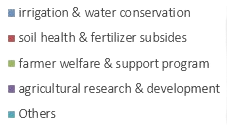 irrigation & water conservation
soil health & fertilizer subsides
farmer welfare & support program
agricultural research & development
Others